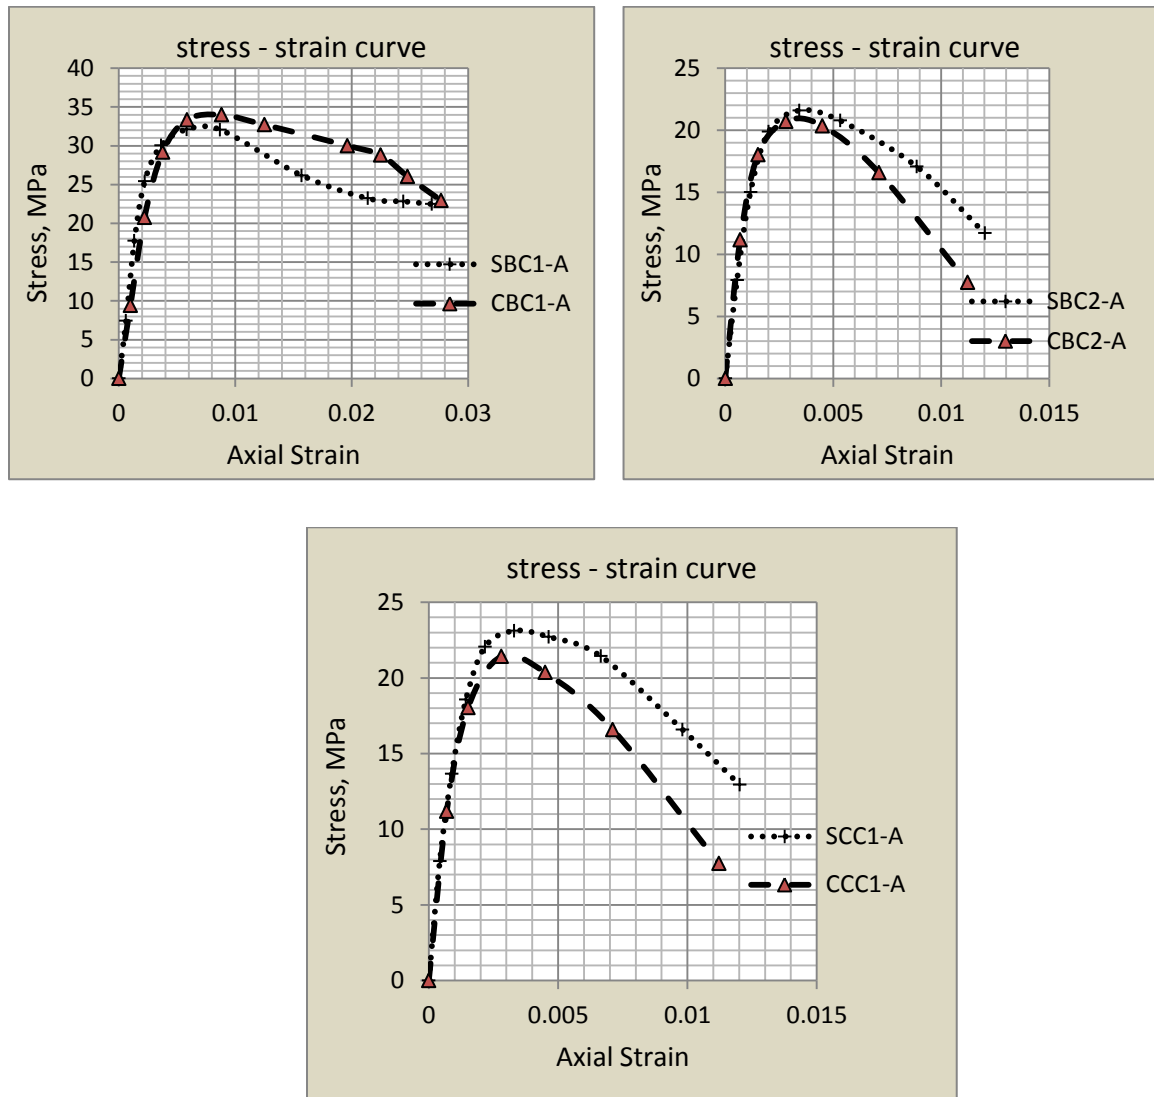 stress - strain curve
40
35
30
25
20
15
10
5
0
Stress, MPa
0 0.01 0.02 0.03
Axial Strain
SBC1-A
CBC1-A
stress - strain curve
25
20
15
10
5
0
Stress, MPa
0 0.005 0.01 0.015
Axial Strain
SBC2-A
CBC2-A
stress - strain curve
25
20
15
10
5
0
Stress, MPa
0 0.005 0.01 0.015
Axial Strain
SCC1-A
CCC1-A